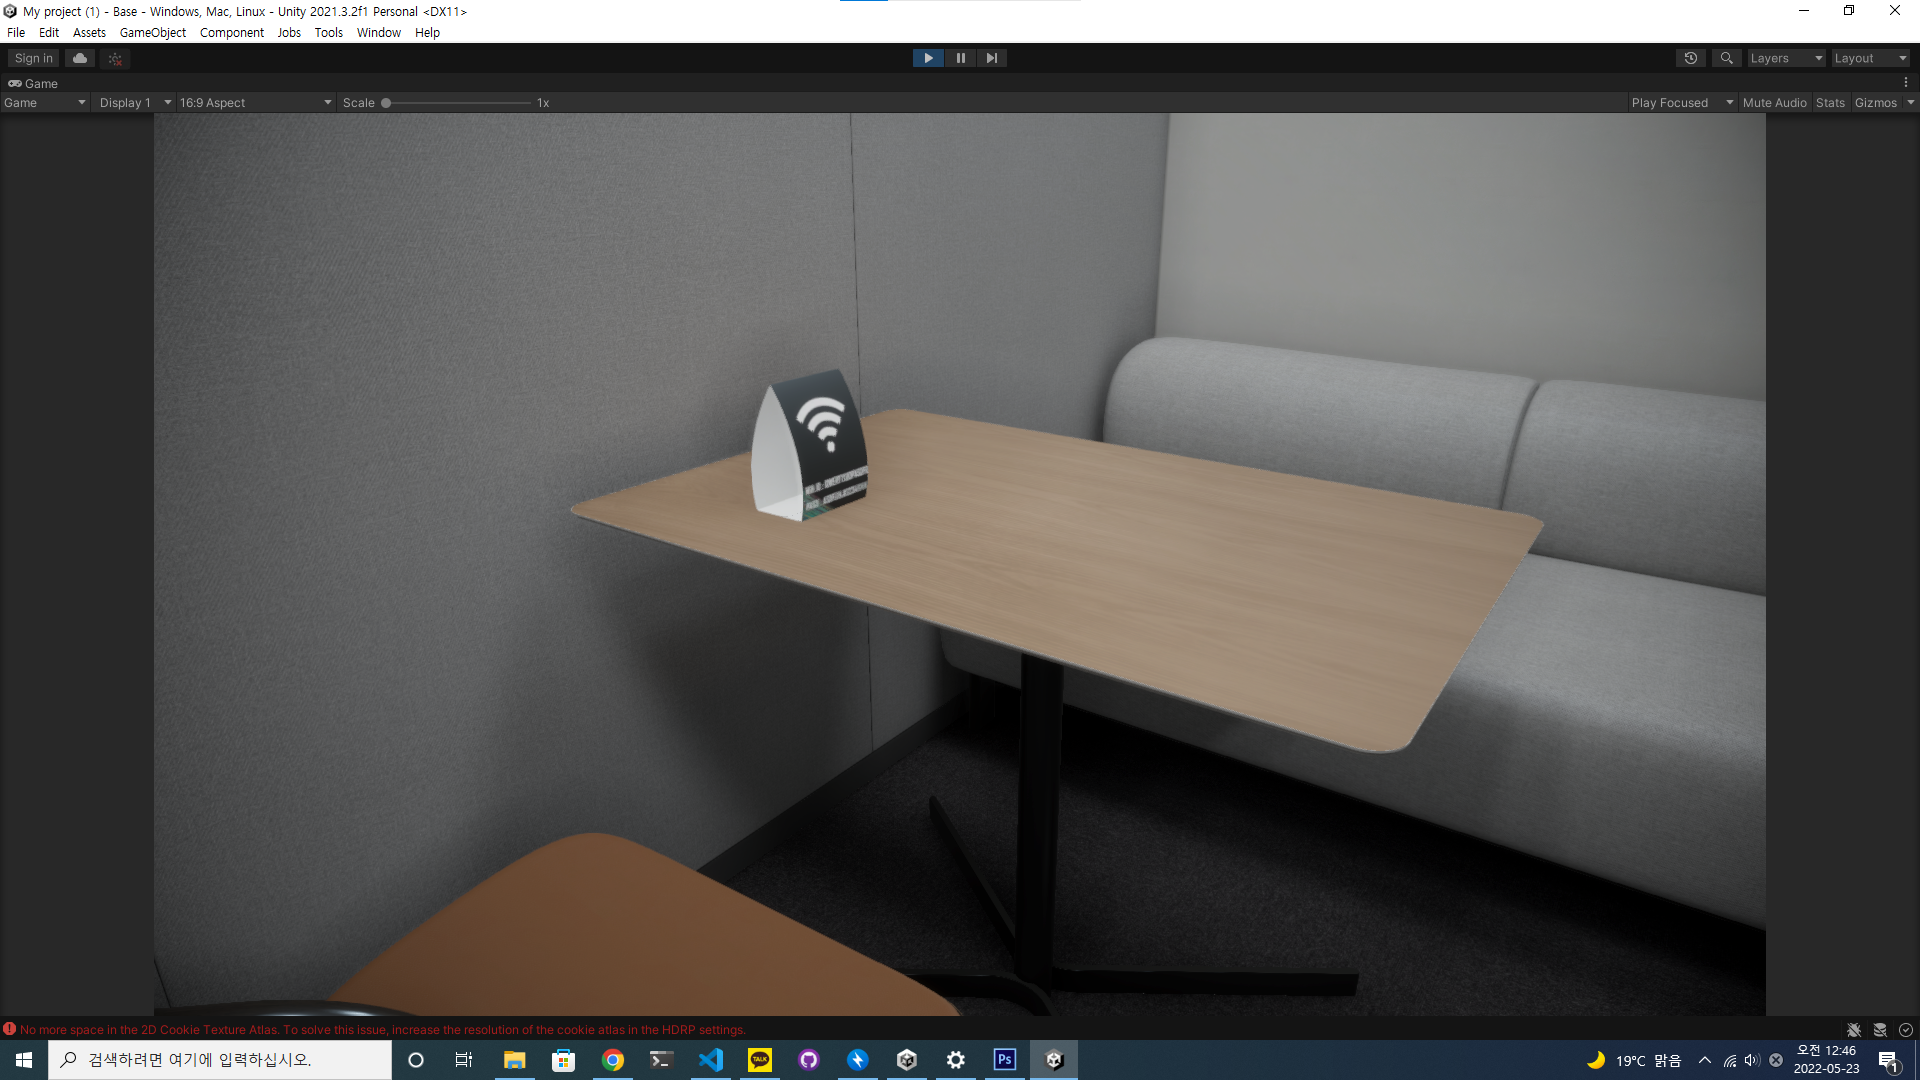 My project (1) - Base - Windows, Mac, Linux - Unity 2021.3.2f1 Personal <DX11>
File Edit Assets GameObject Component Jobs Tools Window Help
Sign in Layers Layout
Game
Game Display 1 16:9 Aspect Scale 1x Play Focused Mute Audio Stats Gizmos
No more space in the 2D Cookie Texture Atlas. To solve this issue, increase the resolution of the cookie atlas in the HDRP settings.
검색하려면 여기에 입력하십시오.
TALK
Ps
19°C 맑음
오전 12:46
2022-05-23
1